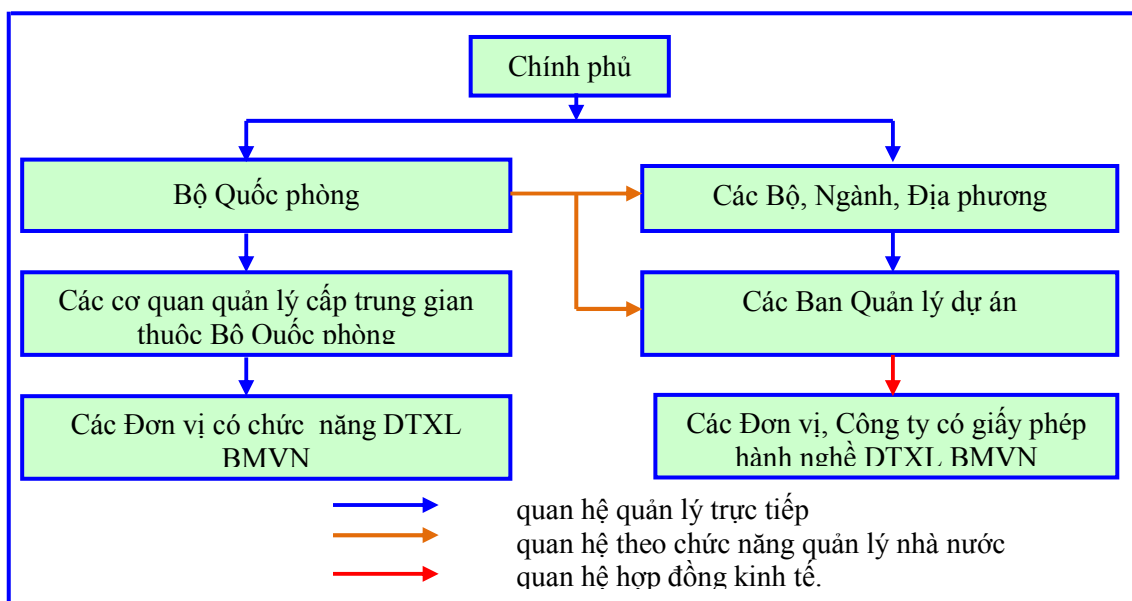 Chính phủ
Bộ Quốc phòng
Các Bộ, Ngành, Địa phương
Các cơ quan quản lý cấp trung gian
thuộc Bộ Quốc phòng
Các Ban Quản lý dự án
Các Đơn vị có chức năng DTXL
BMVN
Các Đơn vị, Công ty có giấy phép
hành nghề DTXL BMVN
quan hệ quản lý trực tiếp
quan hệ theo chức năng quản lý nhà nước
quan hệ hợp đồng kinh tế.